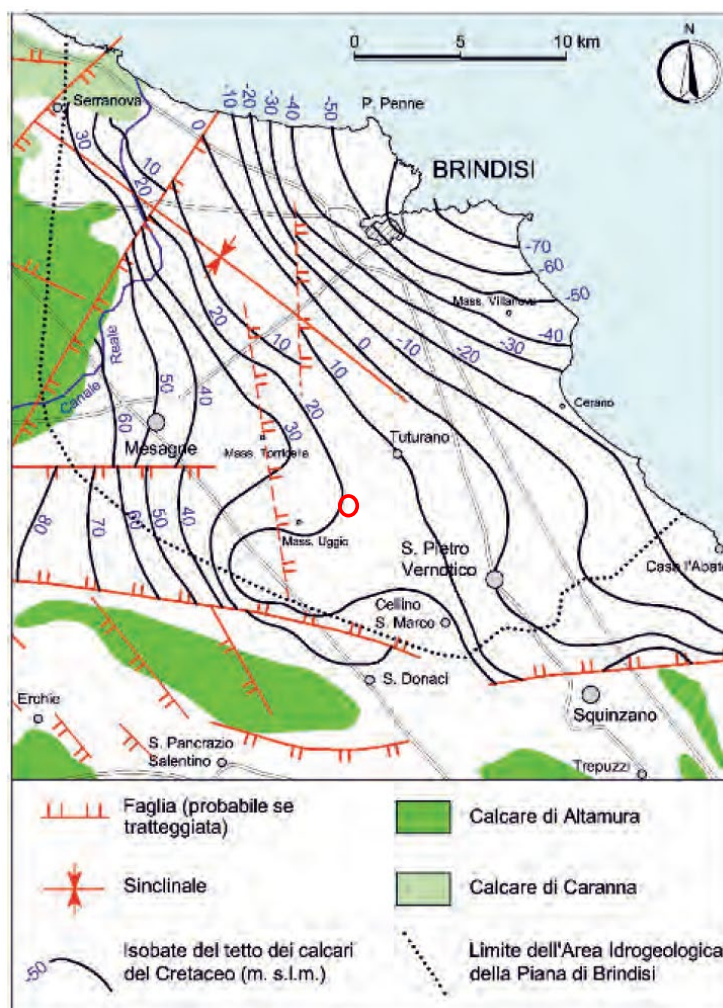 0 5 10 km
P. Penne
Serranova
BRINDISI
30
10
20
0
-10
-20
-30
-40
-50
-70
-60
-50
-40
-30
Mass. Villanova
Canale Reale
20
10
0
-10
-20
Cerano
60
50
40
30
20
Mesagne
Mass. Torricella
Tuturano
80
70
60
50
40
Mass. Uggio
S. Pietro
Vernotico
Casa l'Abate
Cellino
S. Marco
S. Donaci
Erchie
S. Pancrazio
Salentino
Squinzano
Trepuzzi
Faglia (probabile se
tratteggiata)
Calcare di Altamura
Sinclinale
Calcare di Caranna
-50
Isobate del tetto dei calcari
del Cretaceo (m. s.l.m.)
Limite dell'Area Idrogeologica
della Piana di Brindisi